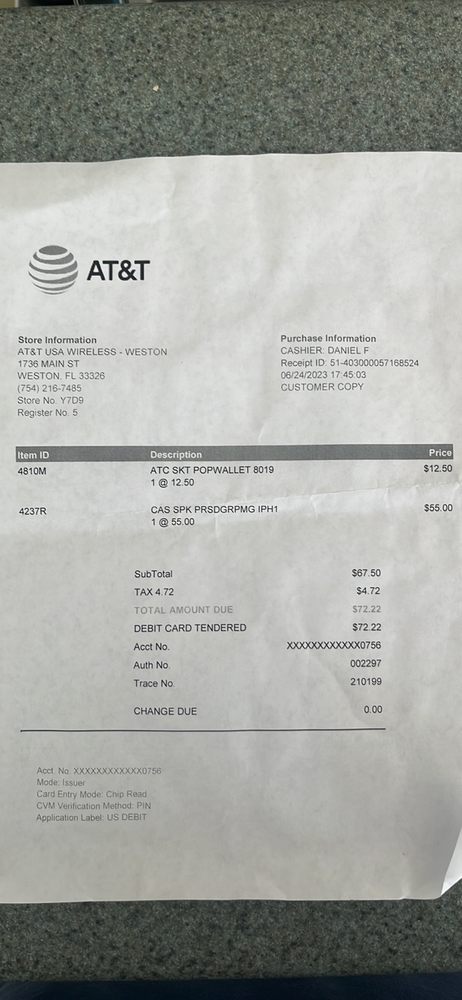 AT&T
Store Information
AT&T USA WIRELESS - WESTON
1736 MAIN ST
WESTON, FL 33326
(754) 216-7485
Store No. Y7D9
Register No. 5
Purchase Information
CASHIER: DANIEL F
Receipt ID: 51-403000057168524
06/24/2023 17:45:03
CUSTOMER COPY
Item ID Description Price
4810M ATC SKT POPWALLET 8019 $12.50
1 @ 12.50
4237R CAS SPK PRSDGRPMG IPH1 $55.00
1 @ 55.00
SubTotal $67.50
TAX 4.72 $4.72
TOTAL AMOUNT DUE $72.22
DEBIT CARD TENDERED $72.22
Acct No. XXXXXXXXXXXX0756
Auth No. 002297
Trace No. 210199
CHANGE DUE 0.00
Acct. No. XXXXXXXXXXXX0756
Mode: Issuer
Card Entry Mode: Chip Read
CVM Verification Method: PIN
Application Label: US DEBIT